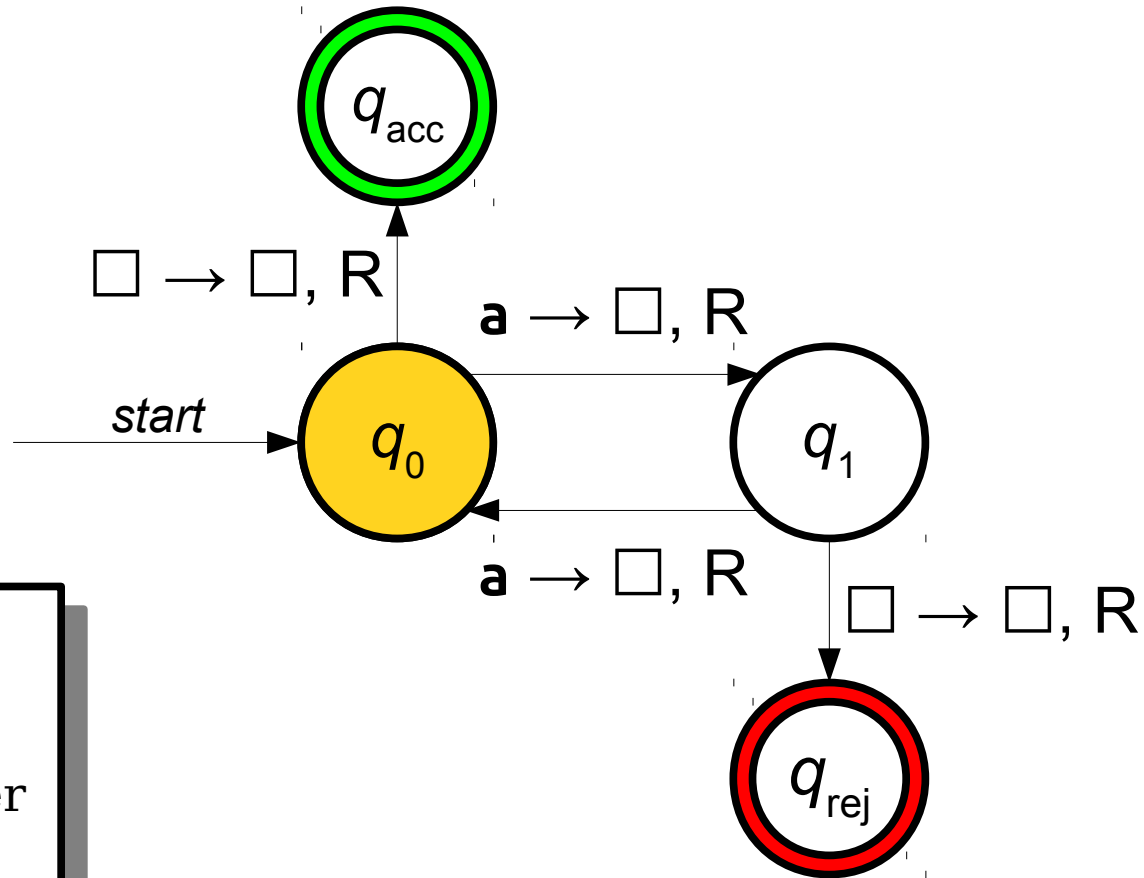 q_acc
□ → □, R
a → □, R
start
q_0
q_1
a → □, R
□ → □, R
q_rej